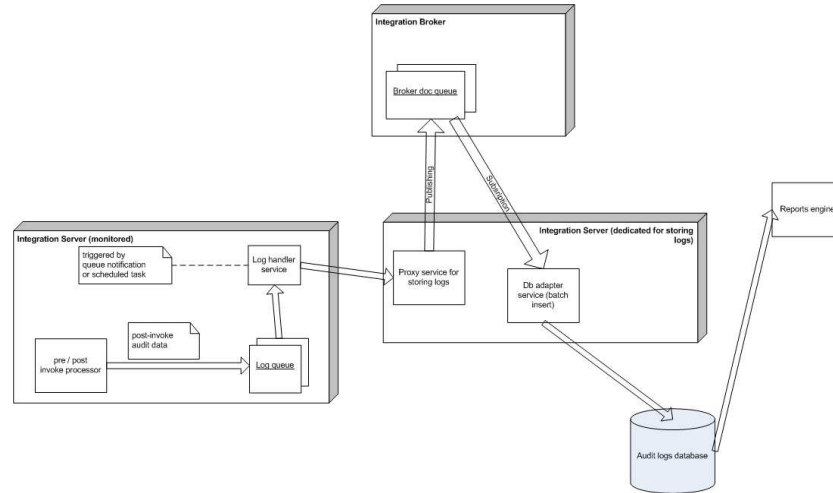 Integration Broker
Broker doc queue
Publishing
Subsription
Integration Server (monitored)
triggered by
queue notification
or scheduled task
Log handler
service
post-invoke
audit data
pre / post
invoke processor
Log queue
Integration Server (dedicated for storing
logs)
Proxy service for
storing logs
Db adapter
service (batch
insert)
Reports engine
Audit logs database